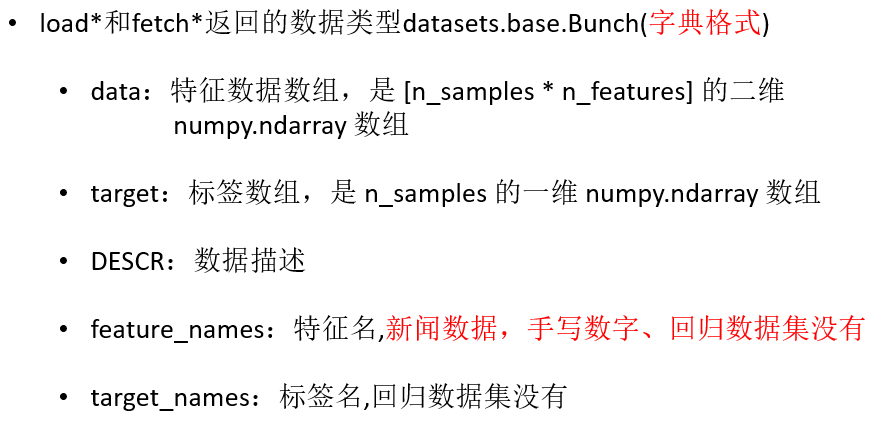 • load*和fetch*返回的数据类型datasets.base.Bunch(字典格式)
• data：特征数据数组，是 [n_samples * n_features] 的二维
numpy.ndarray 数组
• target：标签数组，是 n_samples 的一维 numpy.ndarray 数组
• DESCR：数据描述
• feature_names：特征名,新闻数据，手写数字、回归数据集没有
• target_names：标签名,回归数据集没有